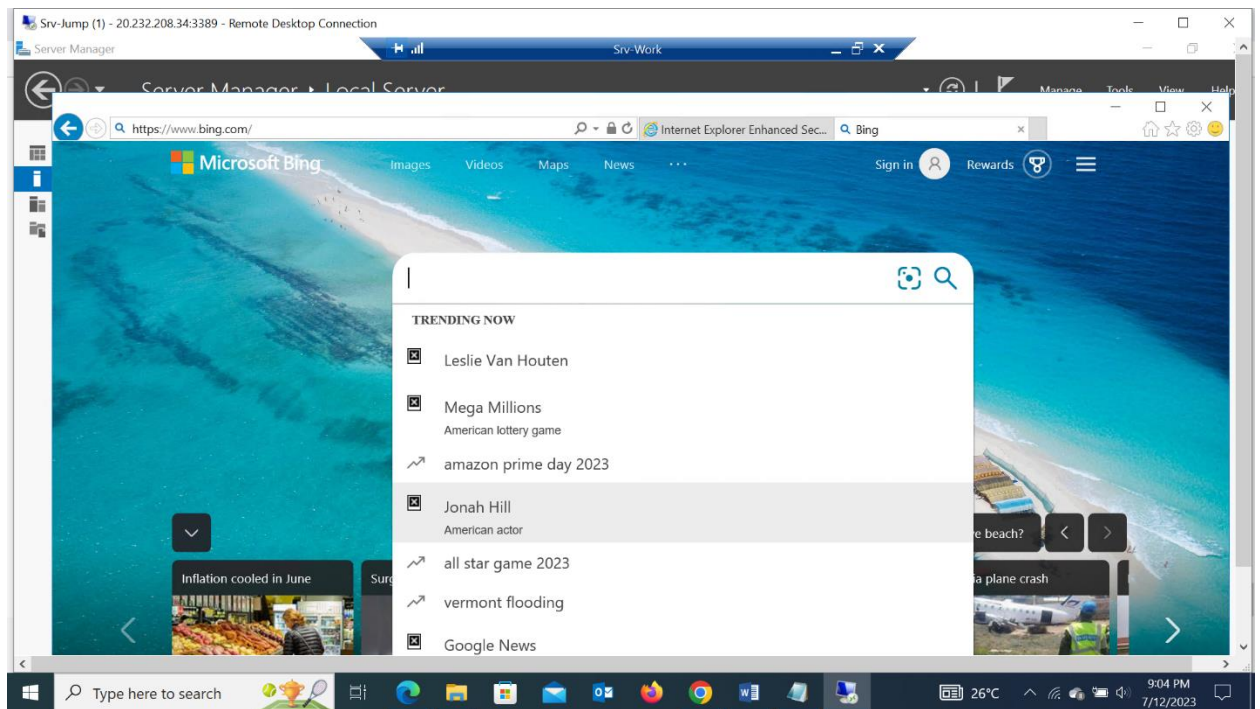 Srv-Jump (1) - 20.232.208.34:3389 - Remote Desktop Connection
Server Manager
Srv-Work
Server Manager ▸ Local Server
Manage Tools View Help
https://www.bing.com/
Internet Explorer Enhanced Sec...
Bing
Microsoft Bing
Images Videos Maps News ...
Sign in
Rewards
TRENDING NOW
Leslie Van Houten
Mega Millions
American lottery game
amazon prime day 2023
Jonah Hill
American actor
e beach?
all star game 2023
Inflation cooled in June
Surg
ia plane crash
vermont flooding
Google News
Type here to search
26°C
9:04 PM
7/12/2023